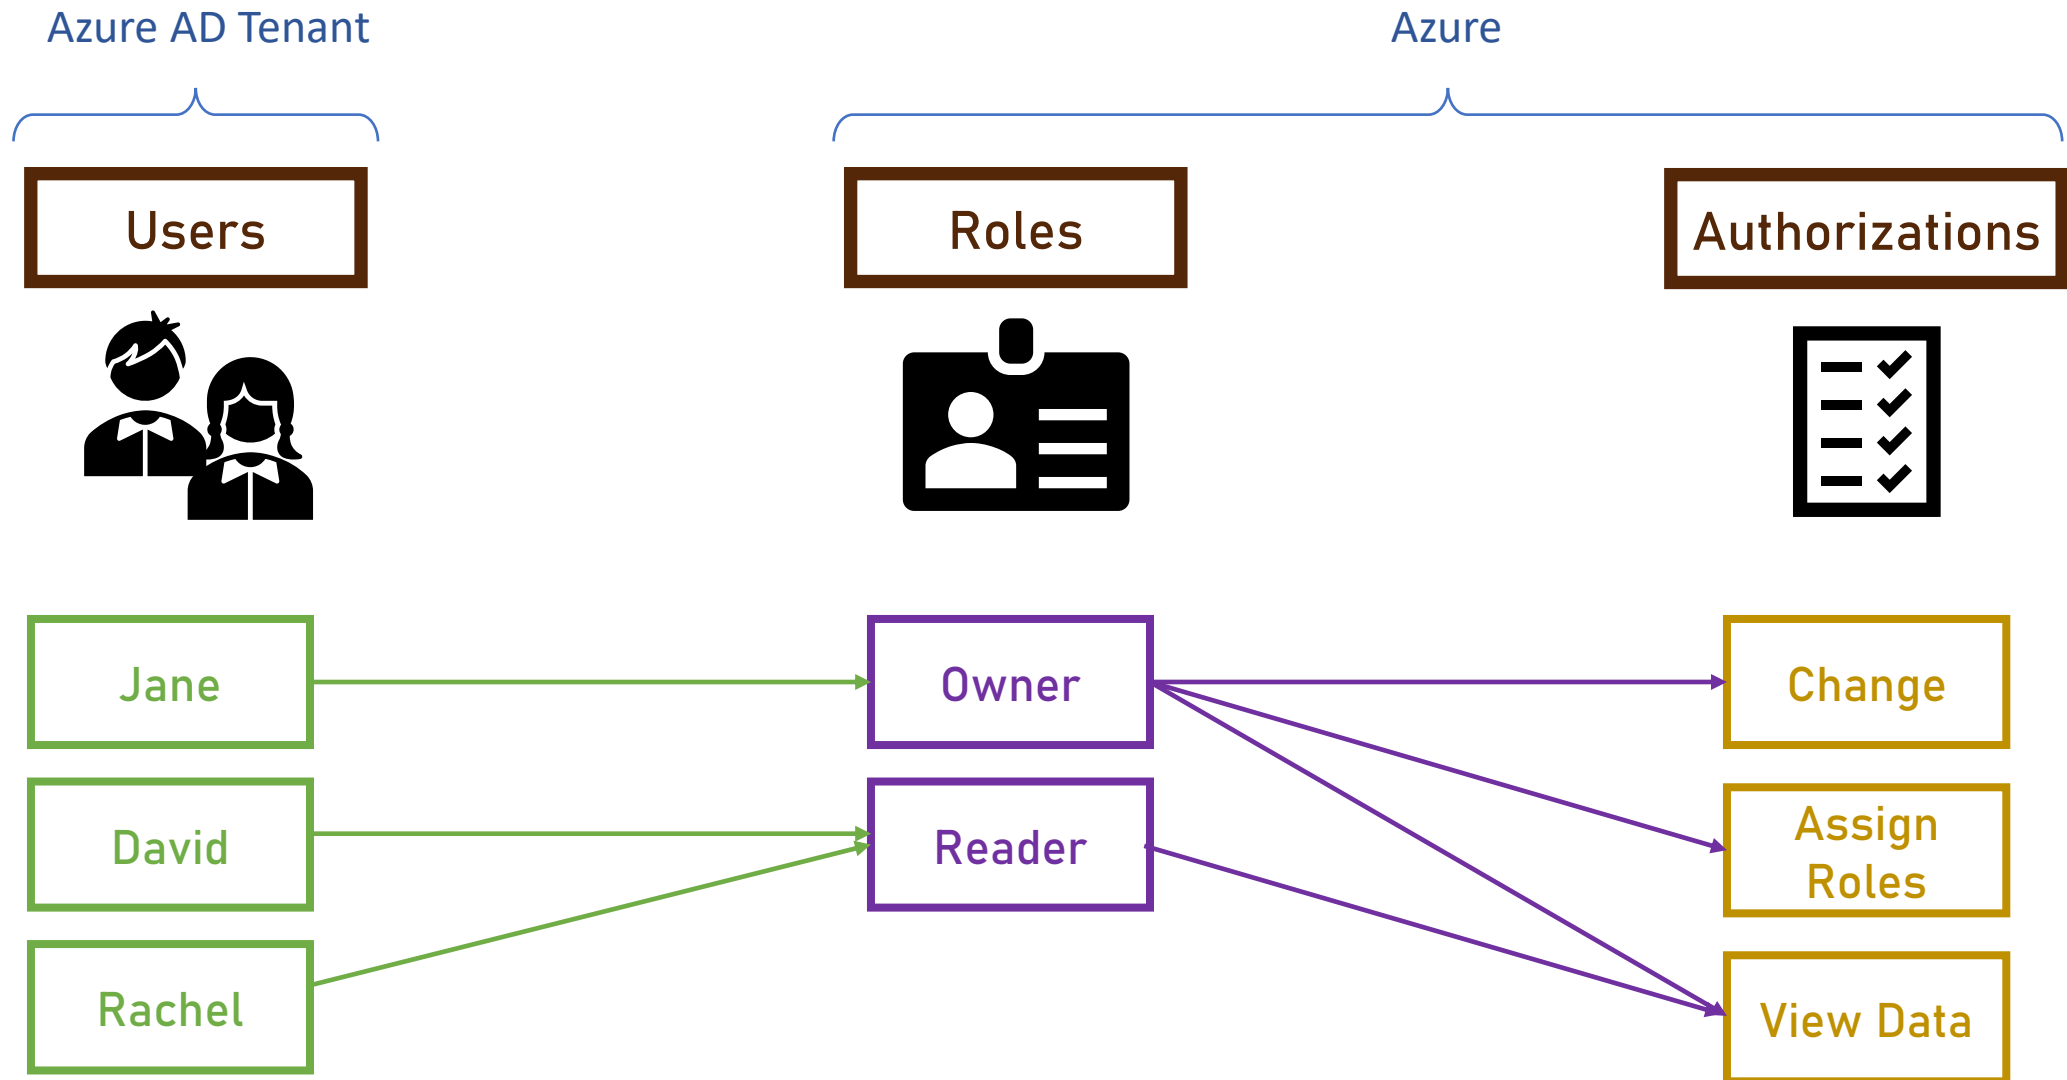 Azure AD Tenant
Azure
Users
Roles
Authorizations
Jane
Owner
Change
David
Reader
Assign
Roles
Rachel
View Data